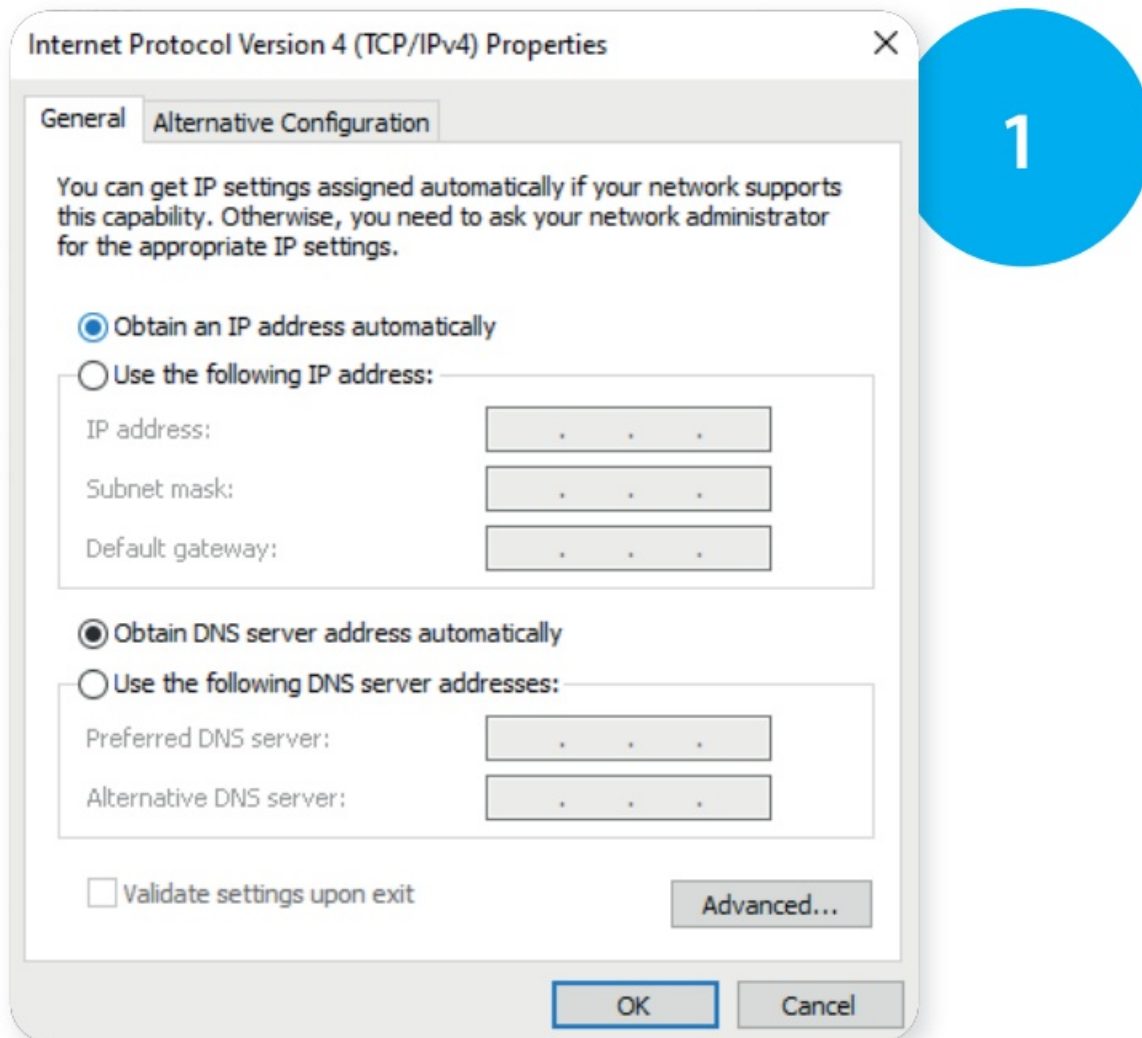 Internet Protocol Version 4 (TCP/IPv4) Properties
1
General
Alternative Configuration
You can get IP settings assigned automatically if your network supports
this capability. Otherwise, you need to ask your network administrator
for the appropriate IP settings.
Obtain an IP address automatically
Use the following IP address:
IP address:
. . .
Subnet mask:
. . .
Default gateway:
. . .
Obtain DNS server address automatically
Use the following DNS server addresses:
Preferred DNS server:
. . .
Alternative DNS server:
. . .
Validate settings upon exit
Advanced...
OK
Cancel